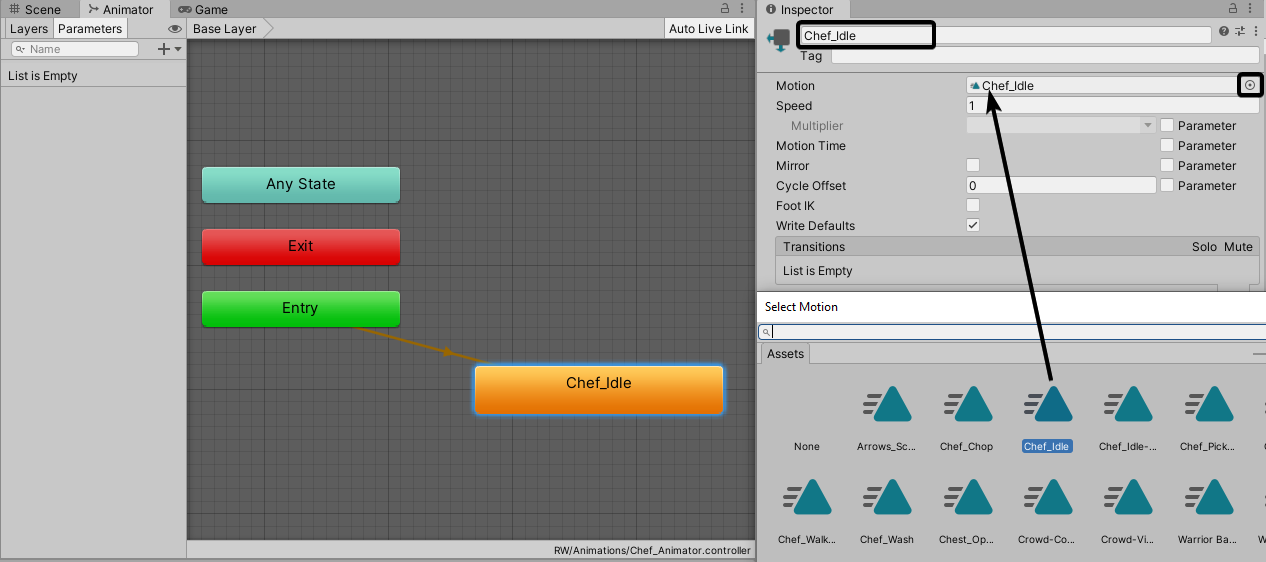 Scene
Animator
Game
Layers
Parameters
Base Layer
Auto Live Link
Name
List is Empty
Any State
Exit
Entry
Chef_Idle
RW/Animations/Chef_Animator.controller
Inspector
Chef_Idle
Tag
Motion
Chef_Idle
Speed
1
Multiplier
Parameter
Motion Time
Parameter
Mirror
Parameter
Cycle Offset
0
Parameter
Foot IK
Write Defaults
Transitions
Solo
Mute
List is Empty
Select Motion
Assets
None
Arrows_Sc...
Chef_Chop
Chef_Idle
Chef_Idle-...
Chef_Pick...
Chef_Walk...
Chef_Wash
Chest_Op...
Crowd-Co...
Crowd-Vi...
Warrior Ba...